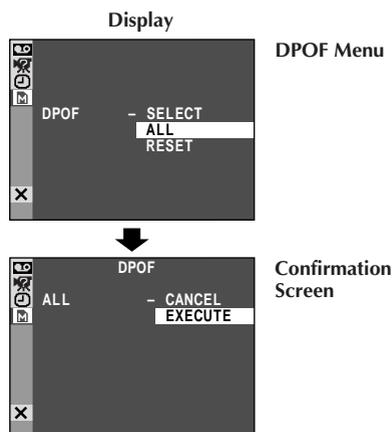 Display
DPOF Menu
M
DPOF – SELECT
ALL
RESET
DPOF
Confirmation Screen
M
ALL – CANCEL
EXECUTE